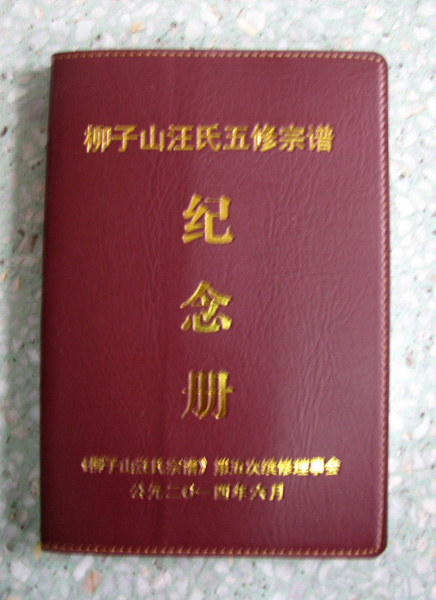 柳子山汪氏五修宗谱
纪
念
册
《柳子山汪氏宗谱》第五次续修理事会
公元二0一四年六月